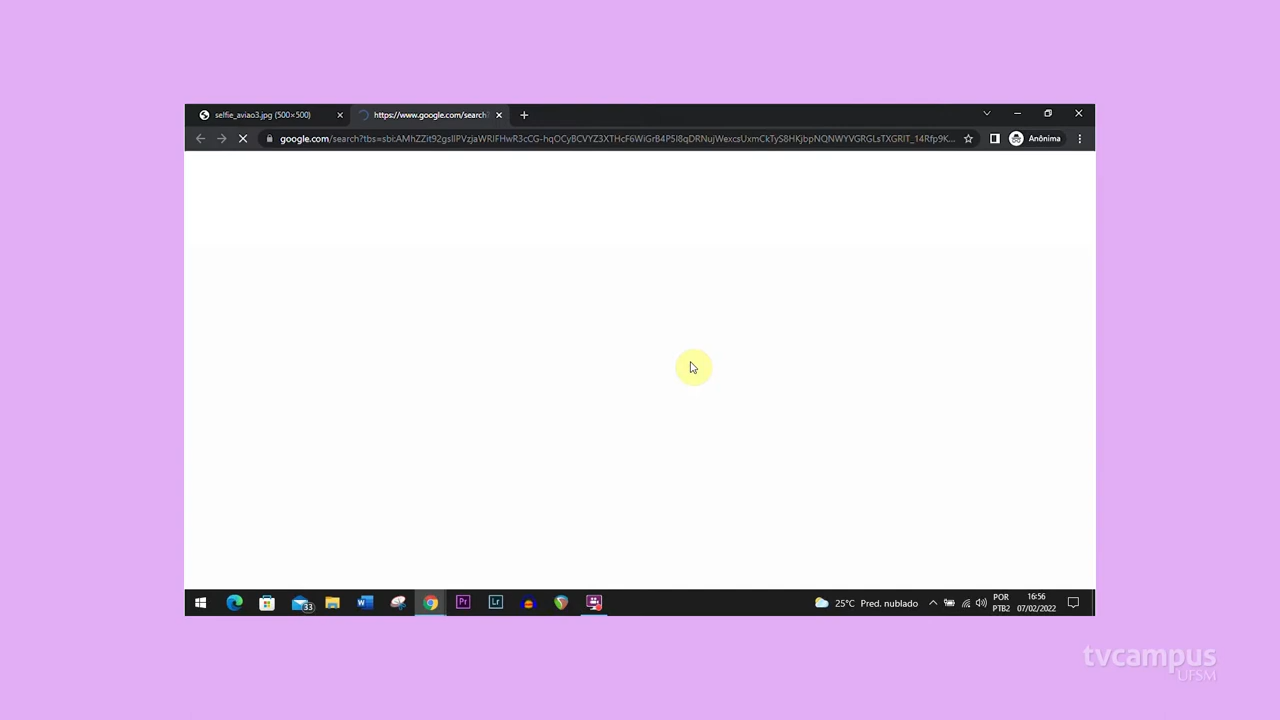 selfie_aviao3.jpg (500×500)
https://www.google.com/search?
Anônima
33
25°C Pred. nublado
POR
PTB2
16:56
07/02/2022
tvcampus
UFSM